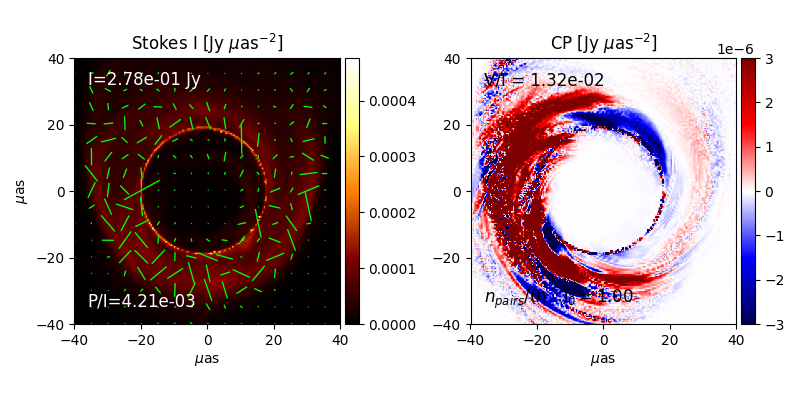 Stokes I [Jy μas⁻²]
I=2.78e-01 Jy
P/I=4.21e-03
40
20
0
−20
−40
μas
−40 −20 0 20 40
μas
0.0004
0.0003
0.0002
0.0001
0.0000
CP [Jy μas⁻²]
1e-6
V/I = 1.32e-02
= 1.00
40
20
0
−20
−40
−40 −20 0 20 40
μas
3
2
1
0
−1
−2
−3